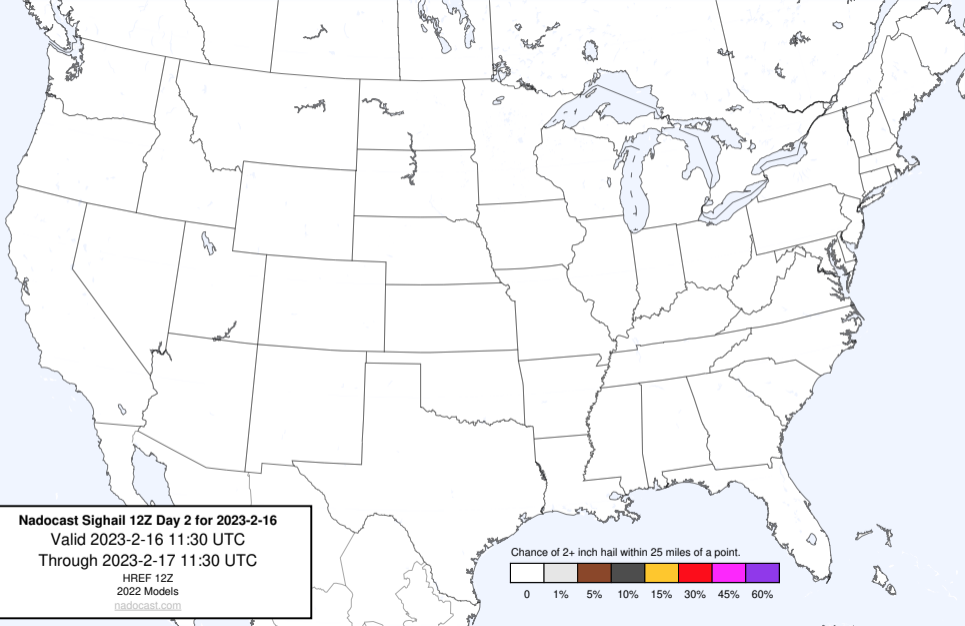 Nadocast Sighail 12Z Day 2 for 2023-2-16
Valid 2023-2-16 11:30 UTC
Through 2023-2-17 11:30 UTC
HREF 12Z
2022 Models
nadocast.com
Chance of 2+ inch hail within 25 miles of a point.
0 1% 5% 10% 15% 30% 45% 60%